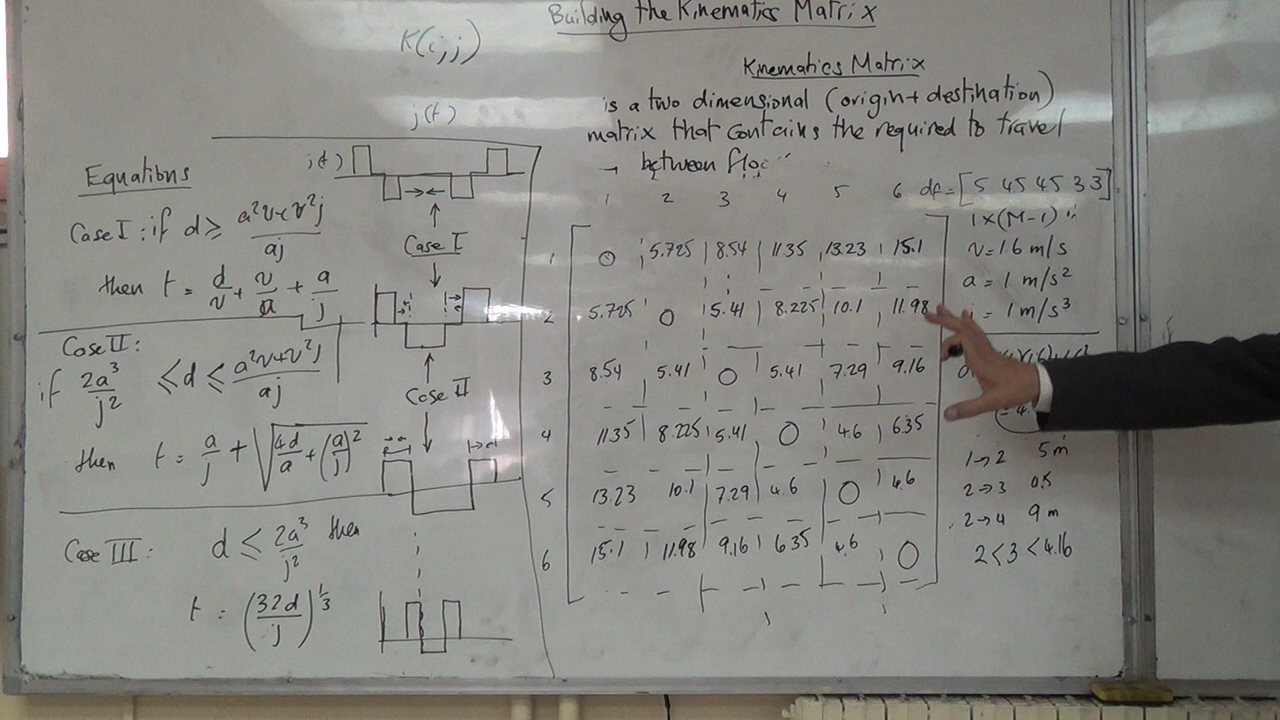 Building the Kinematics Matrix
K(i,j)
Kinematics Matrix
is a two dimensional (origin + destination)
matrix that contains the required to travel
→ between floo
j(t)
j(t)
Equations
Case I : if d ≥ (a²v + v²j)/(aj)
then t = d/v + v/a + a/j
Case I
Case II:
if 2a³/j² ≤ d ≤ (a²v + v²j)/(aj)
then t = a/j + √(4d/a + (a/j)²)
Case II
Case III: d ≤ 2a³/j² then
t = (32d/j)^(1/3)
1 2 3 4 5 6
1 0 5.725 8.54 11.35 13.23 15.1
2 5.725 0 5.41 8.225 10.1 11.98
3 8.54 5.41 0 5.41 7.29 9.16
4 11.35 8.225 5.41 0 4.6 6.35
5 13.23 10.1 7.29 4.6 0 4.6
6 15.1 11.98 9.16 6.35 4.6 0
df = [5 4.5 4.5 3 3]
1×(M-1)
v = 1.6 m/s
a = 1 m/s²
j = 1 m/s³
1→2 5m
2→3
2→4 9m
2 < 3 < 4.16